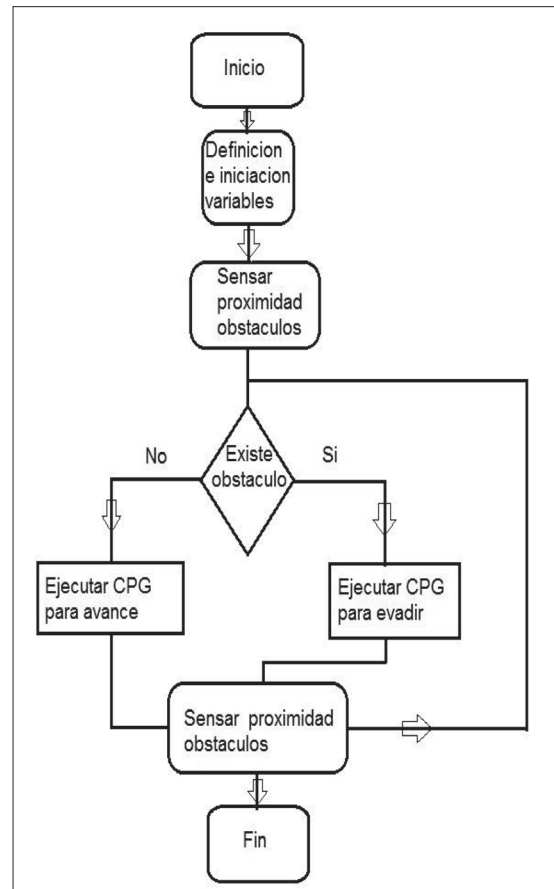 Inicio
Definicion
e iniciacion
variables
Sensar
proximidad
obstaculos
Existe
obstaculo
No
Si
Ejecutar CPG
para avance
Ejecutar CPG
para evadir
Sensar proximidad
obstaculos
Fin